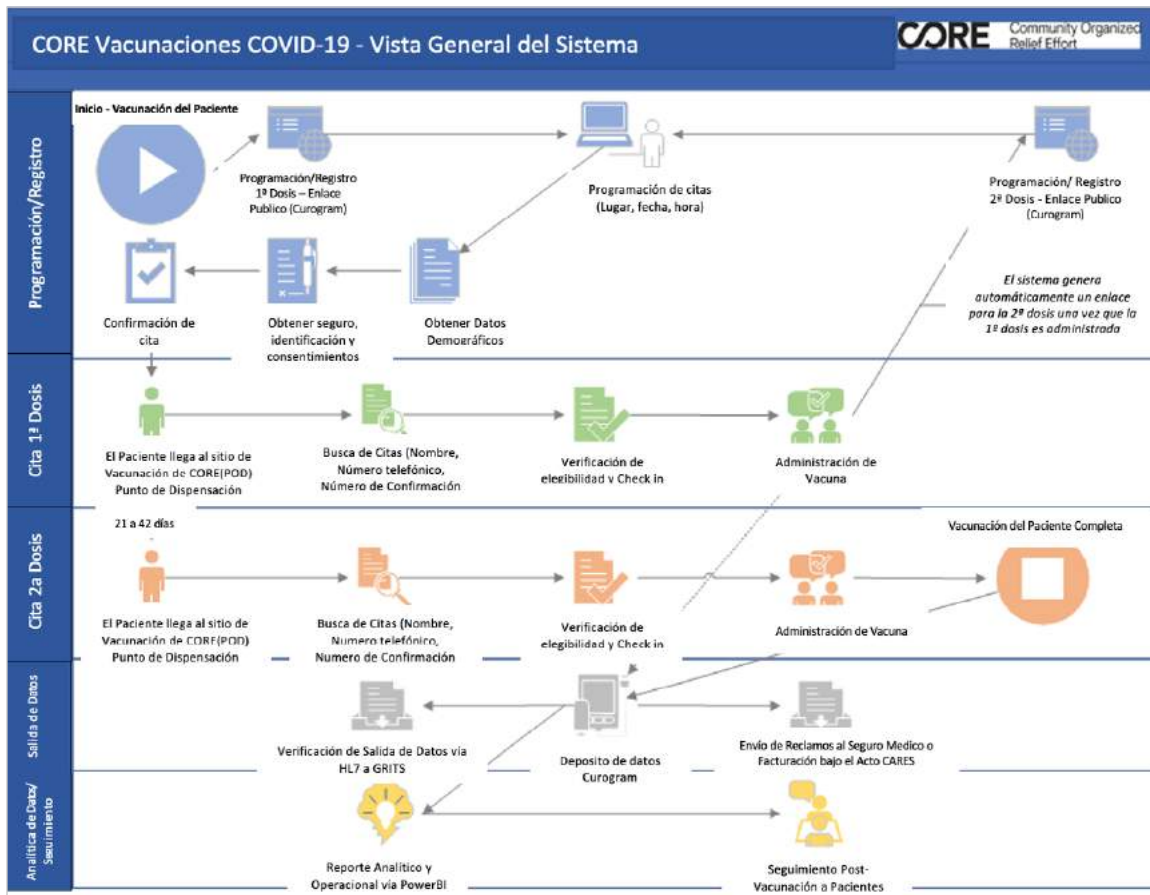 CORE Vacunaciones COVID-19 - Vista General del Sistema
CORE
Community Organized
Relief Effort
Programación/Registro
Inicio - Vacunación del Paciente
Programación/Registro
1ª Dosis – Enlace
Publico (Curogram)
Programación de citas
(Lugar, fecha, hora)
Programación/ Registro
2ª Dosis - Enlace Publico
(Curogram)
El sistema genera
automáticamente un enlace
para la 2ª dosis una vez que la
1ª dosis es administrada
Confirmación de
cita
Obtener seguro,
identificación y
consentimientos
Obtener Datos
Demográficos
Cita 1ª Dosis
El Paciente llega al sitio de
Vacunación de CORE(POD)
Punto de Dispensación
Busca de Citas (Nombre,
Número telefónico,
Número de Confirmación
Verificación de
elegibilidad y Check in
Administración de
Vacuna
Cita 2a Dosis
21 a 42 días
El Paciente llega al sitio de
Vacunación de CORE(POD)
Punto de Dispensación
Busca de Citas (Nombre,
Numero telefónico,
Numero de Confirmación
Verificación de
elegibilidad y Check in
Administración de Vacuna
Vacunación del Paciente Completa
Salida de Datos
Verificación de Salida de Datos vía
HL7 a GRITS
Deposito de datos
Curogram
Envío de Reclamos al Seguro Medico o
Facturación bajo el Acto CARES
Analítica de Datos/
Seguimiento
Reporte Analítico y
Operacional vía PowerBI
Seguimiento Post-
Vacunación a Pacientes